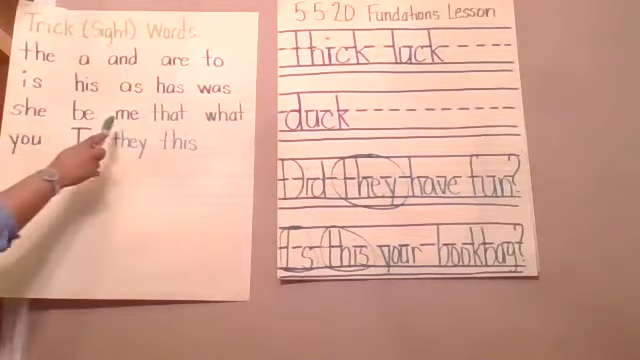 Trick (Sight) Words
the a and are to
is his as has was
she be me that what
you I they this
5-5-20 Fundations Lesson
thick tack
duck
Did they have fun?
Is this your bookbag?